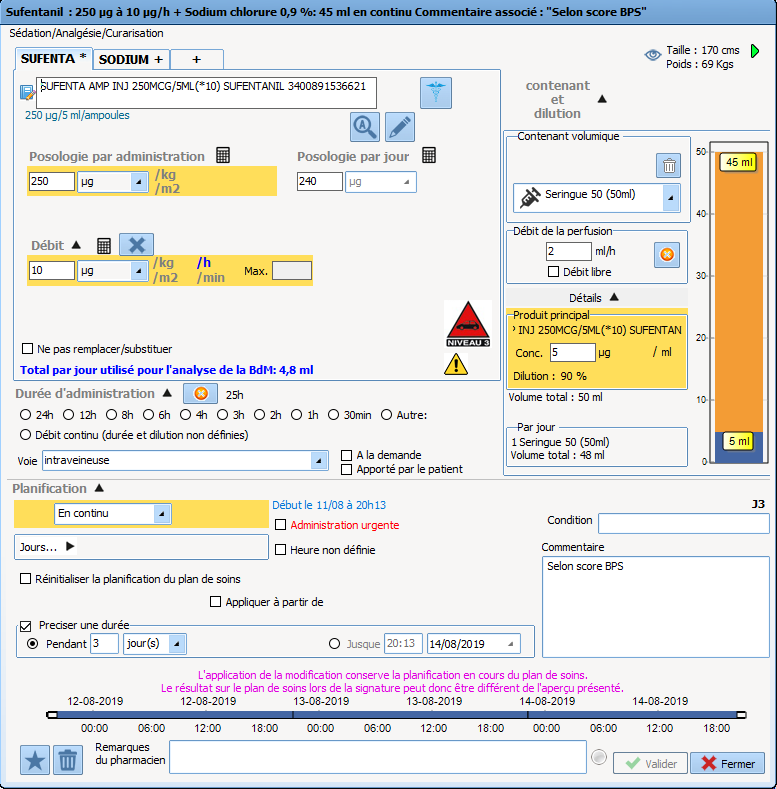 Sufentanil : 250 µg à 10 µg/h + Sodium chlorure 0,9 %: 45 ml en continu Commentaire associé : "Selon score BPS"
Sédation/Analgésie/Curarisation
SUFENTA *
SODIUM +
+
Taille : 170 cms
Poids : 69 Kgs
SUFENTA AMP INJ 250MCG/5ML(*10) SUFENTANIL 3400891536621
250 µg/5 ml/ampoules
Posologie par administration
250 µg /kg /m2
Posologie par jour
240 µg
Débit
10 µg /kg /m2 /h /min Max.
NIVEAU 3
Ne pas remplacer/substituer
Total par jour utilisé pour l'analyse de la BdM: 4,8 ml
contenant
et
dilution
Contenant volumique
Seringue 50 (50ml)
Débit de la perfusion
2 ml/h
Débit libre
Détails
Produit principal
INJ 250MCG/5ML(*10) SUFENTAN
Conc. 5 µg / ml
Dilution : 90 %
Volume total : 50 ml
Par jour
1 Seringue 50 (50ml)
Volume total : 48 ml
50
40
30
20
10
0
45 ml
5 ml
Durée d'administration 25h
24h 12h 8h 6h 4h 3h 2h 1h 30min Autre:
Débit continu (durée et dilution non définies)
Voie intraveineuse
A la demande
Apporté par le patient
Planification
En continu
Début le 11/08 à 20h13
Administration urgente
Jours...
Heure non définie
J3
Condition
Commentaire
Selon score BPS
Réinitialiser la planification du plan de soins
Appliquer à partir de
Preciser une durée
Pendant 3 jour(s)
Jusque 20:13 14/08/2019
L'application de la modification conserve la planification en cours du plan de soins.
Le résultat sur le plan de soins lors de la signature peut donc être différent de l'aperçu présenté.
12-08-2019 12-08-2019 13-08-2019 13-08-2019 14-08-2019 14-08-2019
00:00 06:00 12:00 18:00 00:00 06:00 12:00 18:00 00:00 06:00 12:00 18:00
Remarques
du pharmacien
Valider
Fermer